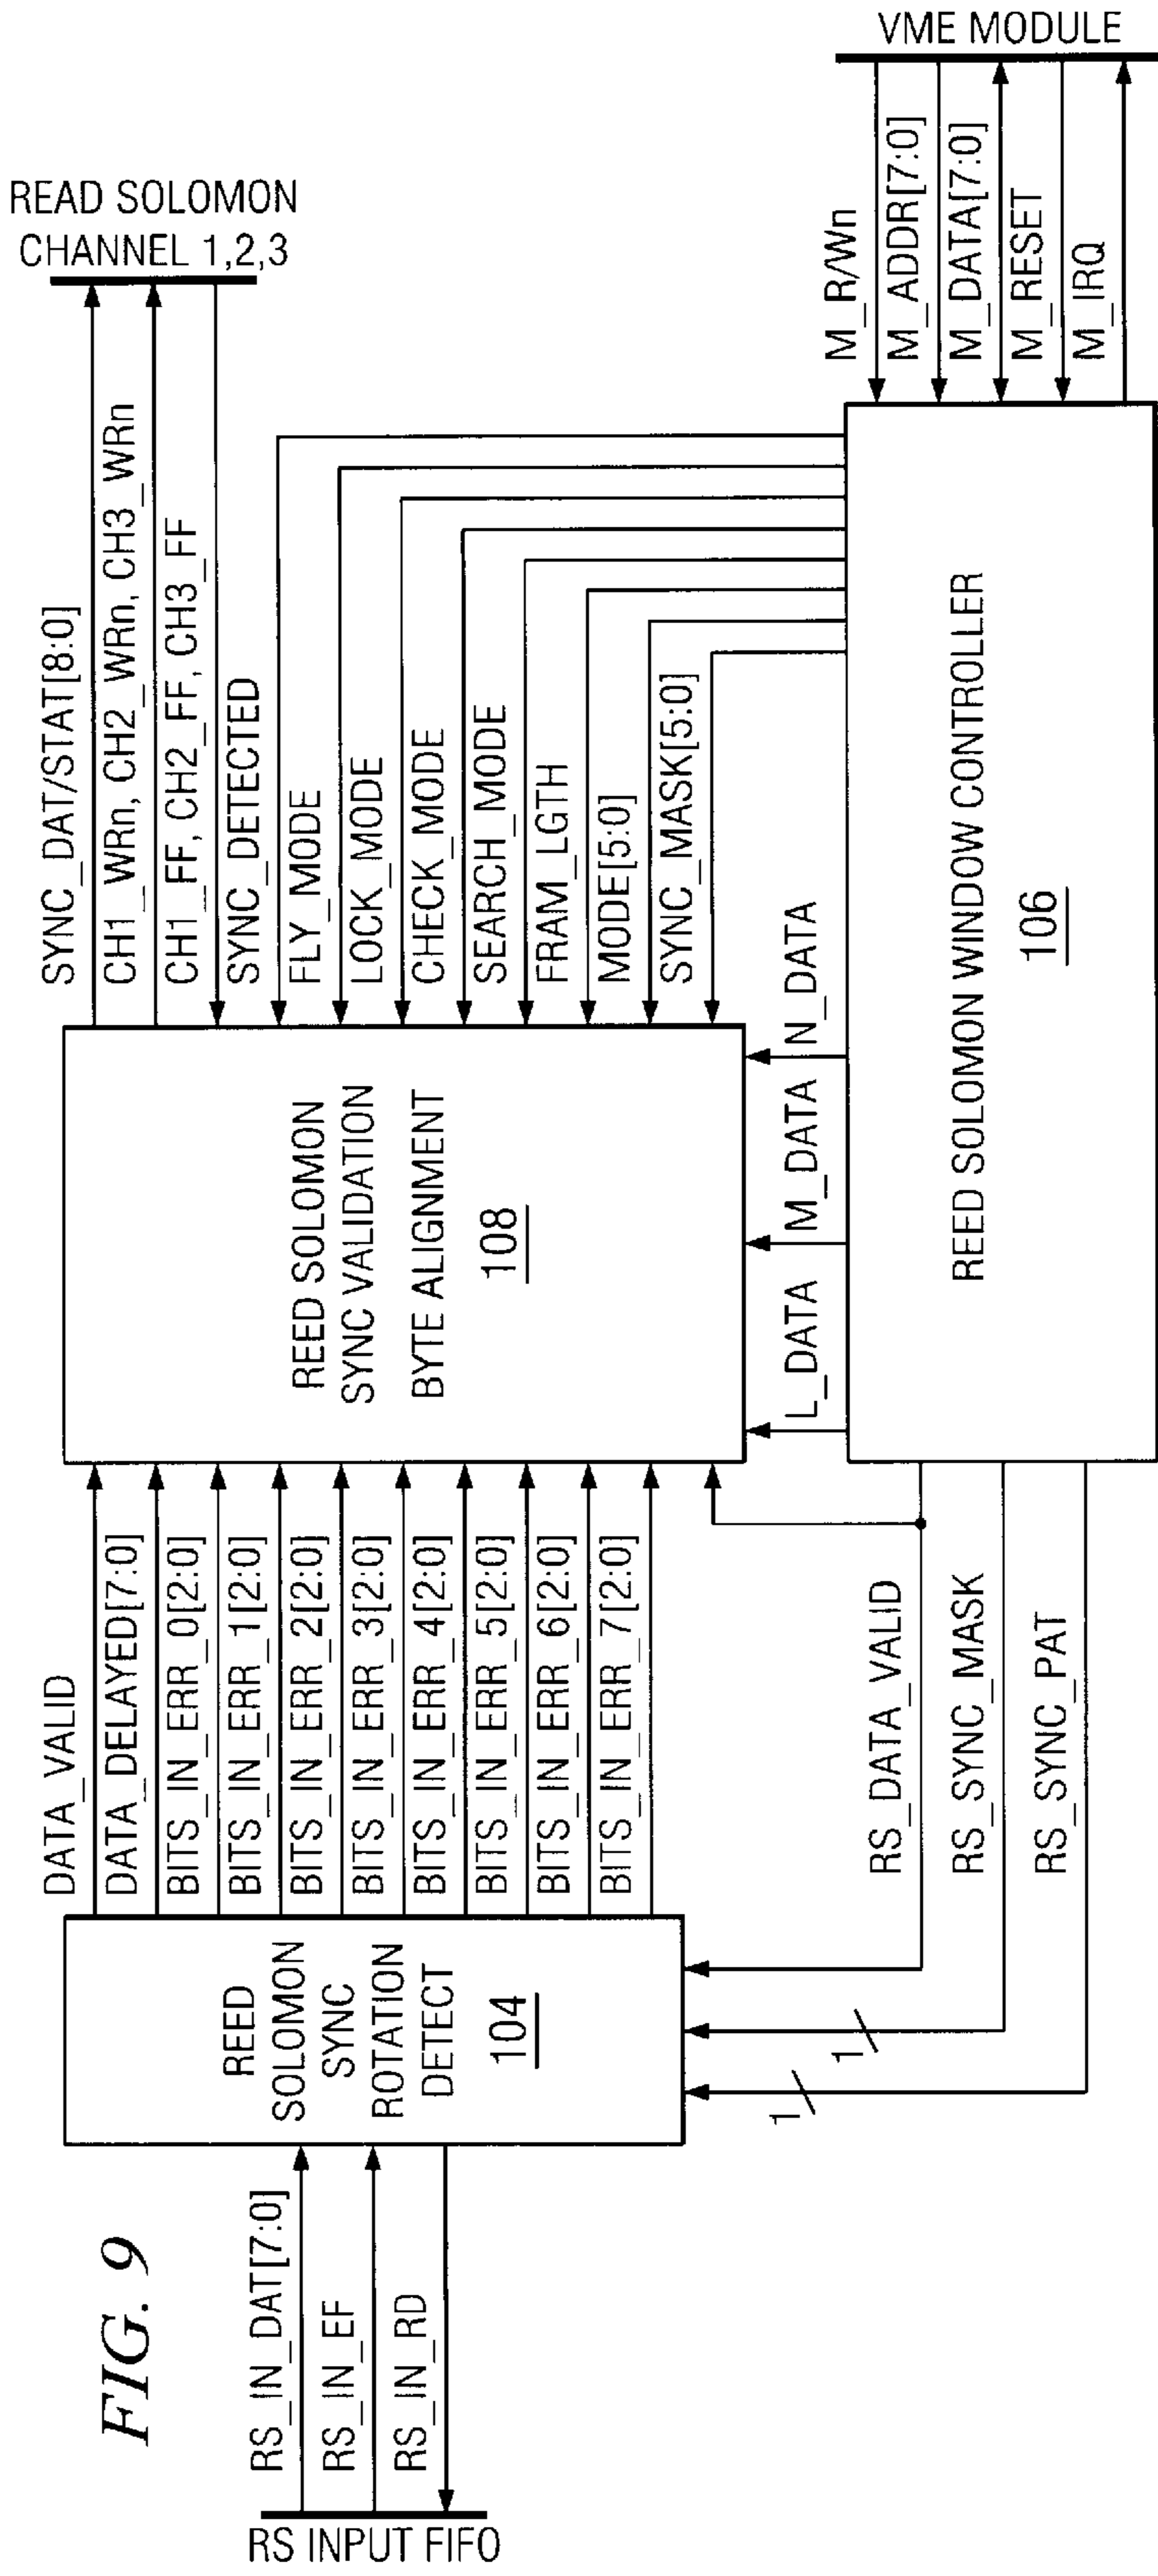 FIG. 9
RS INPUT FIFO
RS_IN_DAT[7:0]
RS_IN_EF
RS_IN_RD
REED
SOLOMON
SYNC
ROTATION
DETECT
104
DATA_VALID
DATA_DELAYED[7:0]
BITS_IN_ERR_0[2:0]
BITS_IN_ERR_1[2:0]
BITS_IN_ERR_2[2:0]
BITS_IN_ERR_3[2:0]
BITS_IN_ERR_4[2:0]
BITS_IN_ERR_5[2:0]
BITS_IN_ERR_6[2:0]
BITS_IN_ERR_7[2:0]
1
1
RS_DATA_VALID
RS_SYNC_MASK
RS_SYNC_PAT
REED SOLOMON
SYNC VALIDATION
BYTE ALIGNMENT
108
L_DATA
M_DATA
N_DATA
READ SOLOMON
CHANNEL 1,2,3
SYNC_DAT/STAT[8:0]
CH1_WRn, CH2_WRn, CH3_WRn
CH1_FF, CH2_FF, CH3_FF
SYNC_DETECTED
FLY_MODE
LOCK_MODE
CHECK_MODE
SEARCH_MODE
FRAM_LGTH
MODE[5:0]
SYNC_MASK[5:0]
REED SOLOMON WINDOW CONTROLLER
106
M_R/Wn
M_ADDR[7:0]
M_DATA[7:0]
M_RESET
M_IRQ
VME MODULE